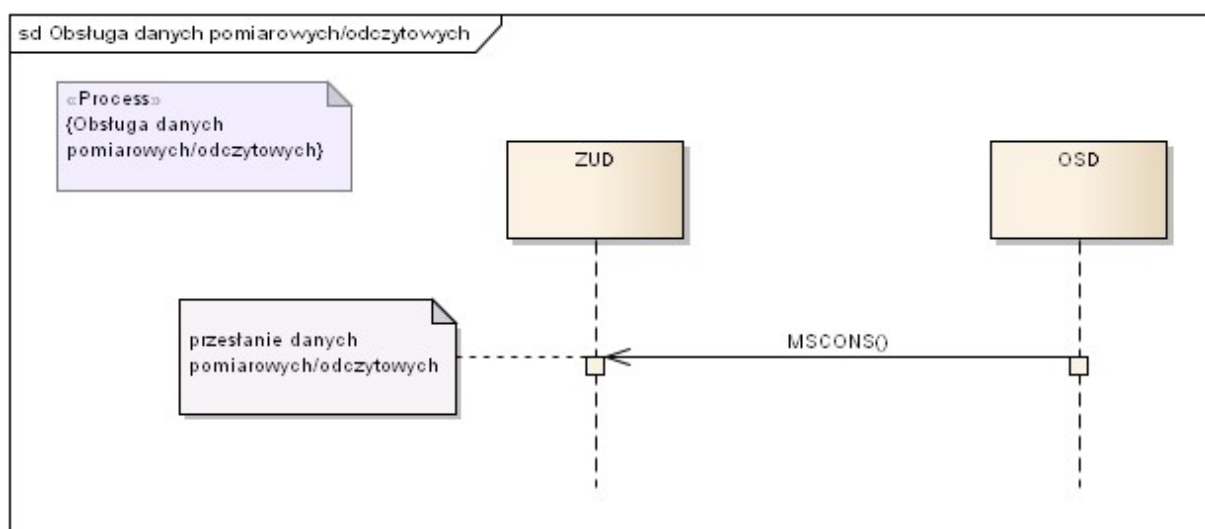 sd Obsługa danych pomiarowych/odczytowych
«Process»
{Obsługa danych
pomiarowych/odczytowych}
ZUD
OSD
przesłanie danych
pomiarowych/odczytowych
MSCONS()